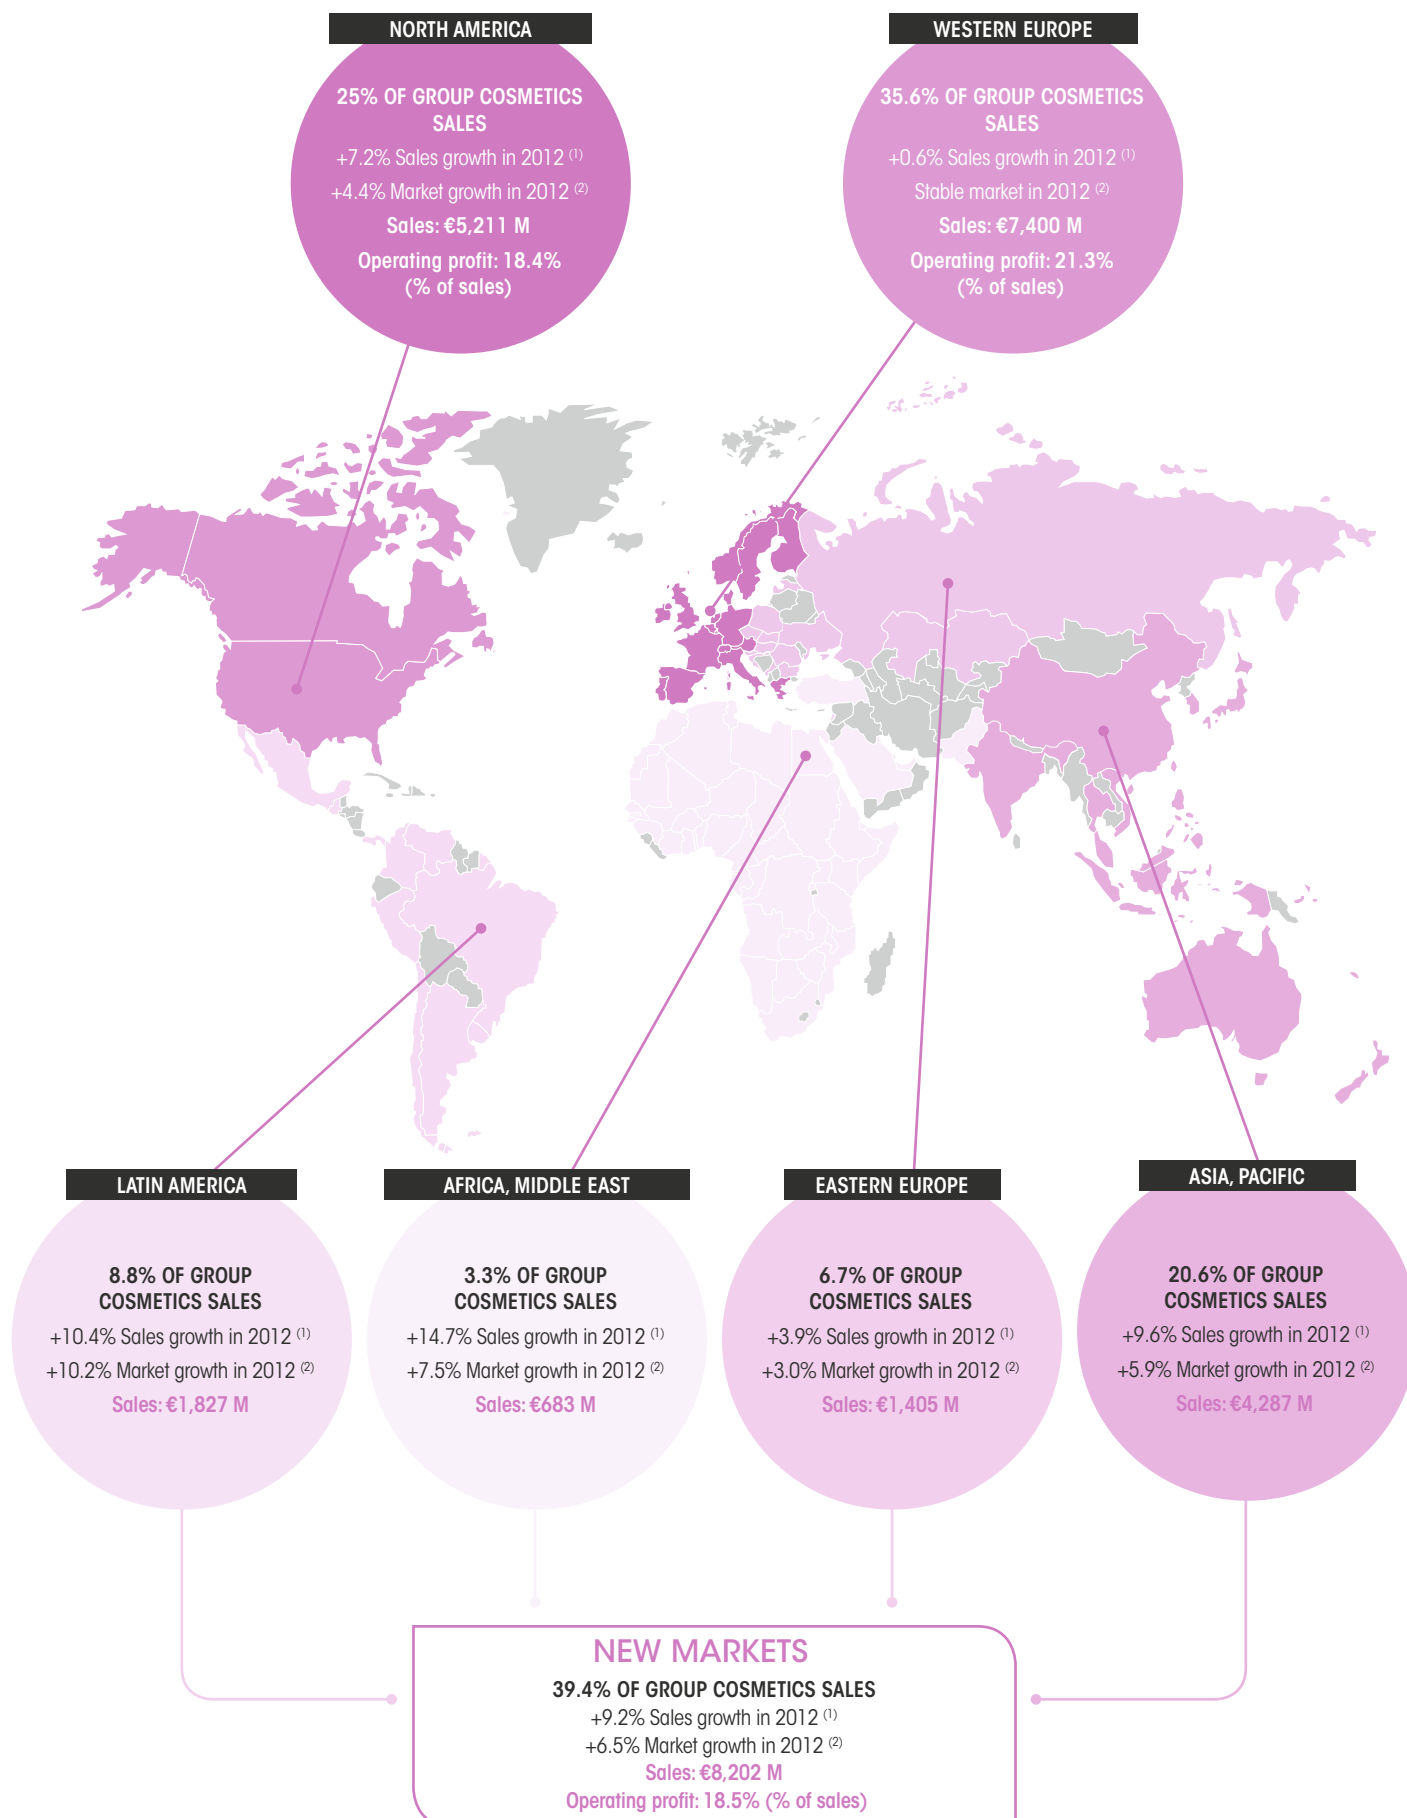 NORTH AMERICA
25% OF GROUP COSMETICS
SALES
+7.2% Sales growth in 2012 (1)
+4.4% Market growth in 2012 (2)
Sales: €5,211 M
Operating profit: 18.4%
(% of sales)
WESTERN EUROPE
35.6% OF GROUP COSMETICS
SALES
+0.6% Sales growth in 2012 (1)
Stable market in 2012 (2)
Sales: €7,400 M
Operating profit: 21.3%
(% of sales)
LATIN AMERICA
8.8% OF GROUP
COSMETICS SALES
+10.4% Sales growth in 2012 (1)
+10.2% Market growth in 2012 (2)
Sales: €1,827 M
AFRICA, MIDDLE EAST
3.3% OF GROUP
COSMETICS SALES
+14.7% Sales growth in 2012 (1)
+7.5% Market growth in 2012 (2)
Sales: €683 M
EASTERN EUROPE
6.7% OF GROUP
COSMETICS SALES
+3.9% Sales growth in 2012 (1)
+3.0% Market growth in 2012 (2)
Sales: €1,405 M
ASIA, PACIFIC
20.6% OF GROUP
COSMETICS SALES
+9.6% Sales growth in 2012 (1)
+5.9% Market growth in 2012 (2)
Sales: €4,287 M
NEW MARKETS
39.4% OF GROUP COSMETICS SALES
+9.2% Sales growth in 2012 (1)
+6.5% Market growth in 2012 (2)
Sales: €8,202 M
Operating profit: 18.5% (% of sales)